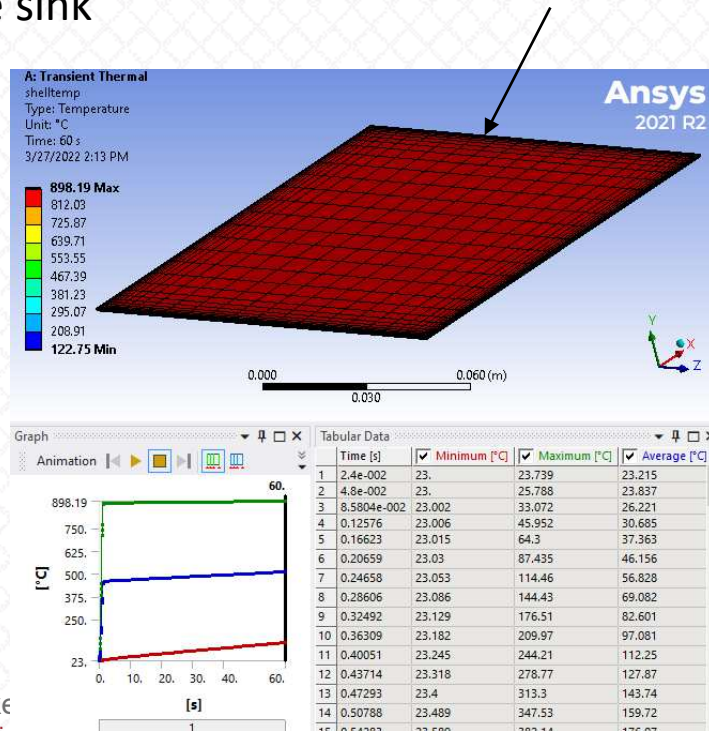 sink
A: Transient Thermal
shelltemp
Type: Temperature
Unit: °C
Time: 60 s
3/27/2022 2:13 PM
Ansys
2021 R2
898.19 Max
812.03
725.87
639.71
553.55
467.39
381.23
295.07
208.91
122.75 Min
Y
X
Z
0.000 0.060 (m)
0.030
Graph
Animation
60.
898.19
750.
625.
500.
375.
250.
23.
[°C]
0. 10. 20. 30. 40. 60.
[s]
1
Tabular Data
Time [s] Minimum [°C] Maximum [°C] Average [°C]
1 2.4e-002 23. 23.739 23.215
2 4.8e-002 23. 25.788 23.837
3 8.5804e-002 23.002 33.072 26.221
4 0.12576 23.006 45.952 30.685
5 0.16623 23.015 64.3 37.363
6 0.20659 23.03 87.435 46.156
7 0.24658 23.053 114.46 56.828
8 0.28606 23.086 144.43 69.082
9 0.32492 23.129 176.51 82.601
10 0.36309 23.182 209.97 97.081
11 0.40051 23.245 244.21 112.25
12 0.43714 23.318 278.77 127.87
13 0.47293 23.4 313.3 143.74
14 0.50788 23.489 347.53 159.72